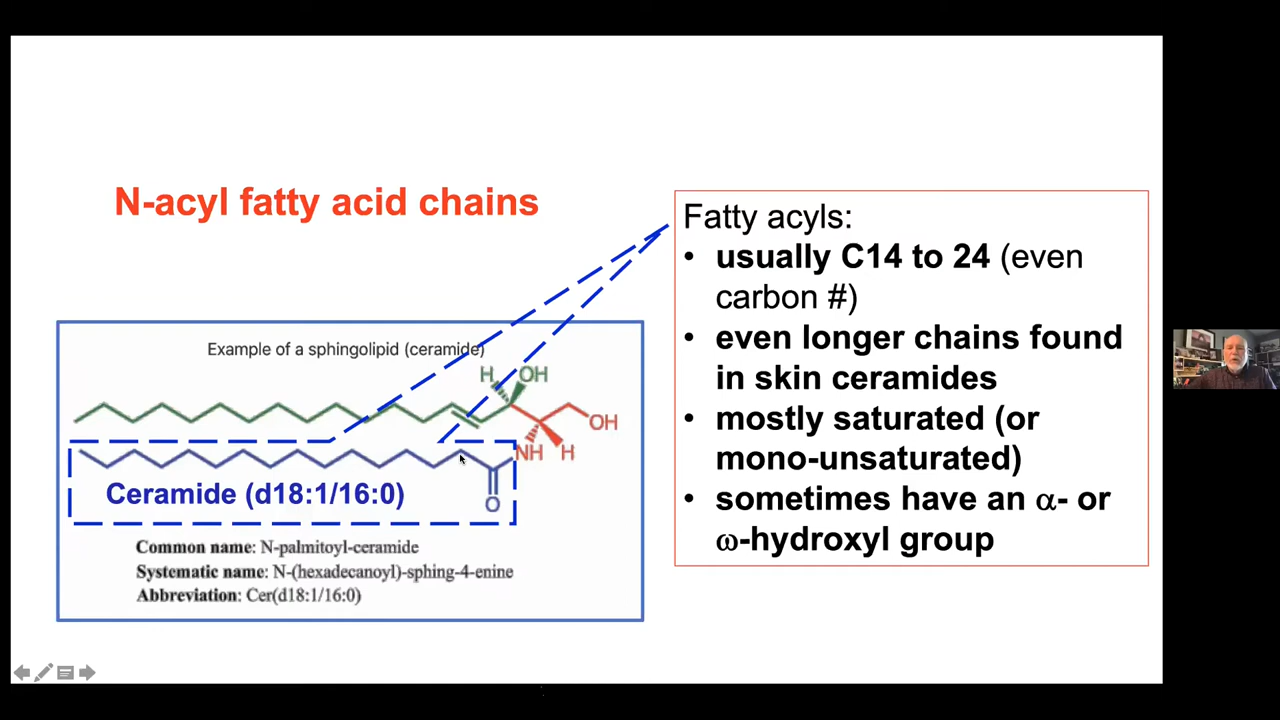 N-acyl fatty acid chains
Example of a sphingolipid (ceramide)
H
OH
OH
NH
H
O
Ceramide (d18:1/16:0)
Common name: N-palmitoyl-ceramide
Systematic name: N-(hexadecanoyl)-sphing-4-enine
Abbreviation: Cer(d18:1/16:0)
Fatty acyls:
• usually C14 to 24 (even
carbon #)
• even longer chains found
in skin ceramides
• mostly saturated (or
mono-unsaturated)
• sometimes have an α- or
ω-hydroxyl group